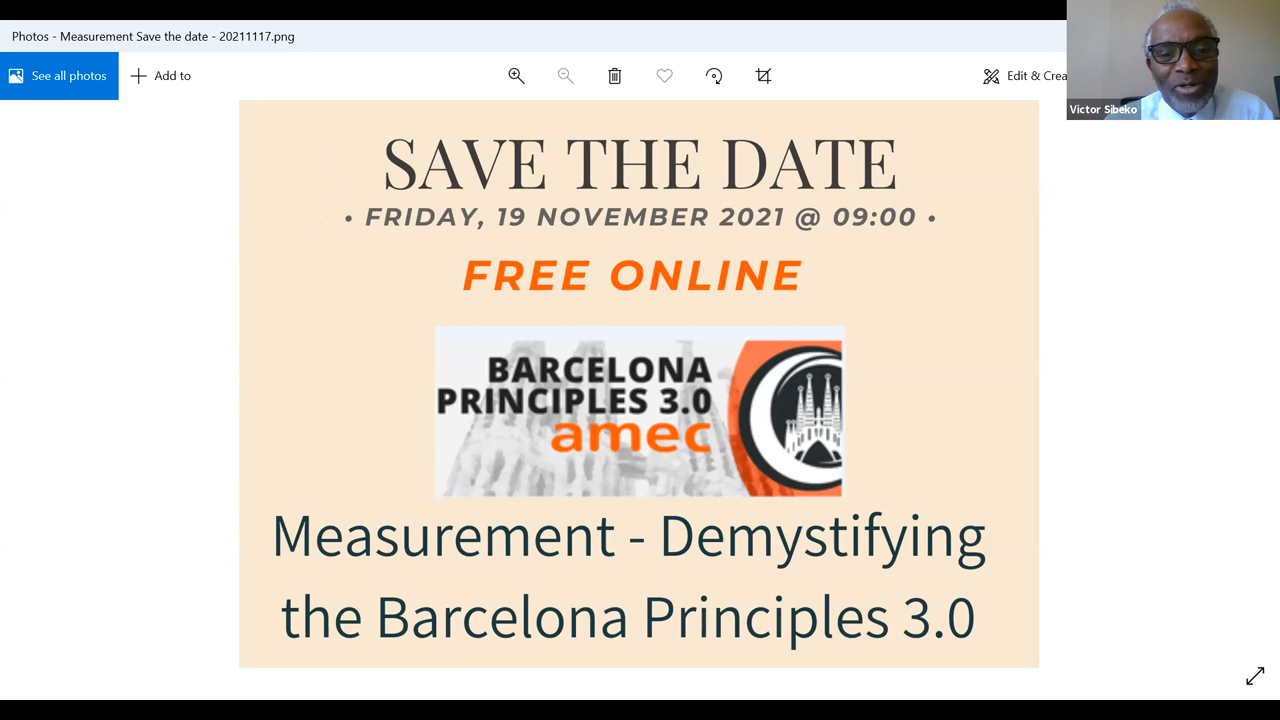 Photos - Measurement Save the date - 20211117.png
See all photos
Add to
Edit & Crea
Victor Sibeko
SAVE THE DATE
• FRIDAY, 19 NOVEMBER 2021 @ 09:00 •
FREE ONLINE
BARCELONA
PRINCIPLES 3.0
amec
Measurement - Demystifying
the Barcelona Principles 3.0